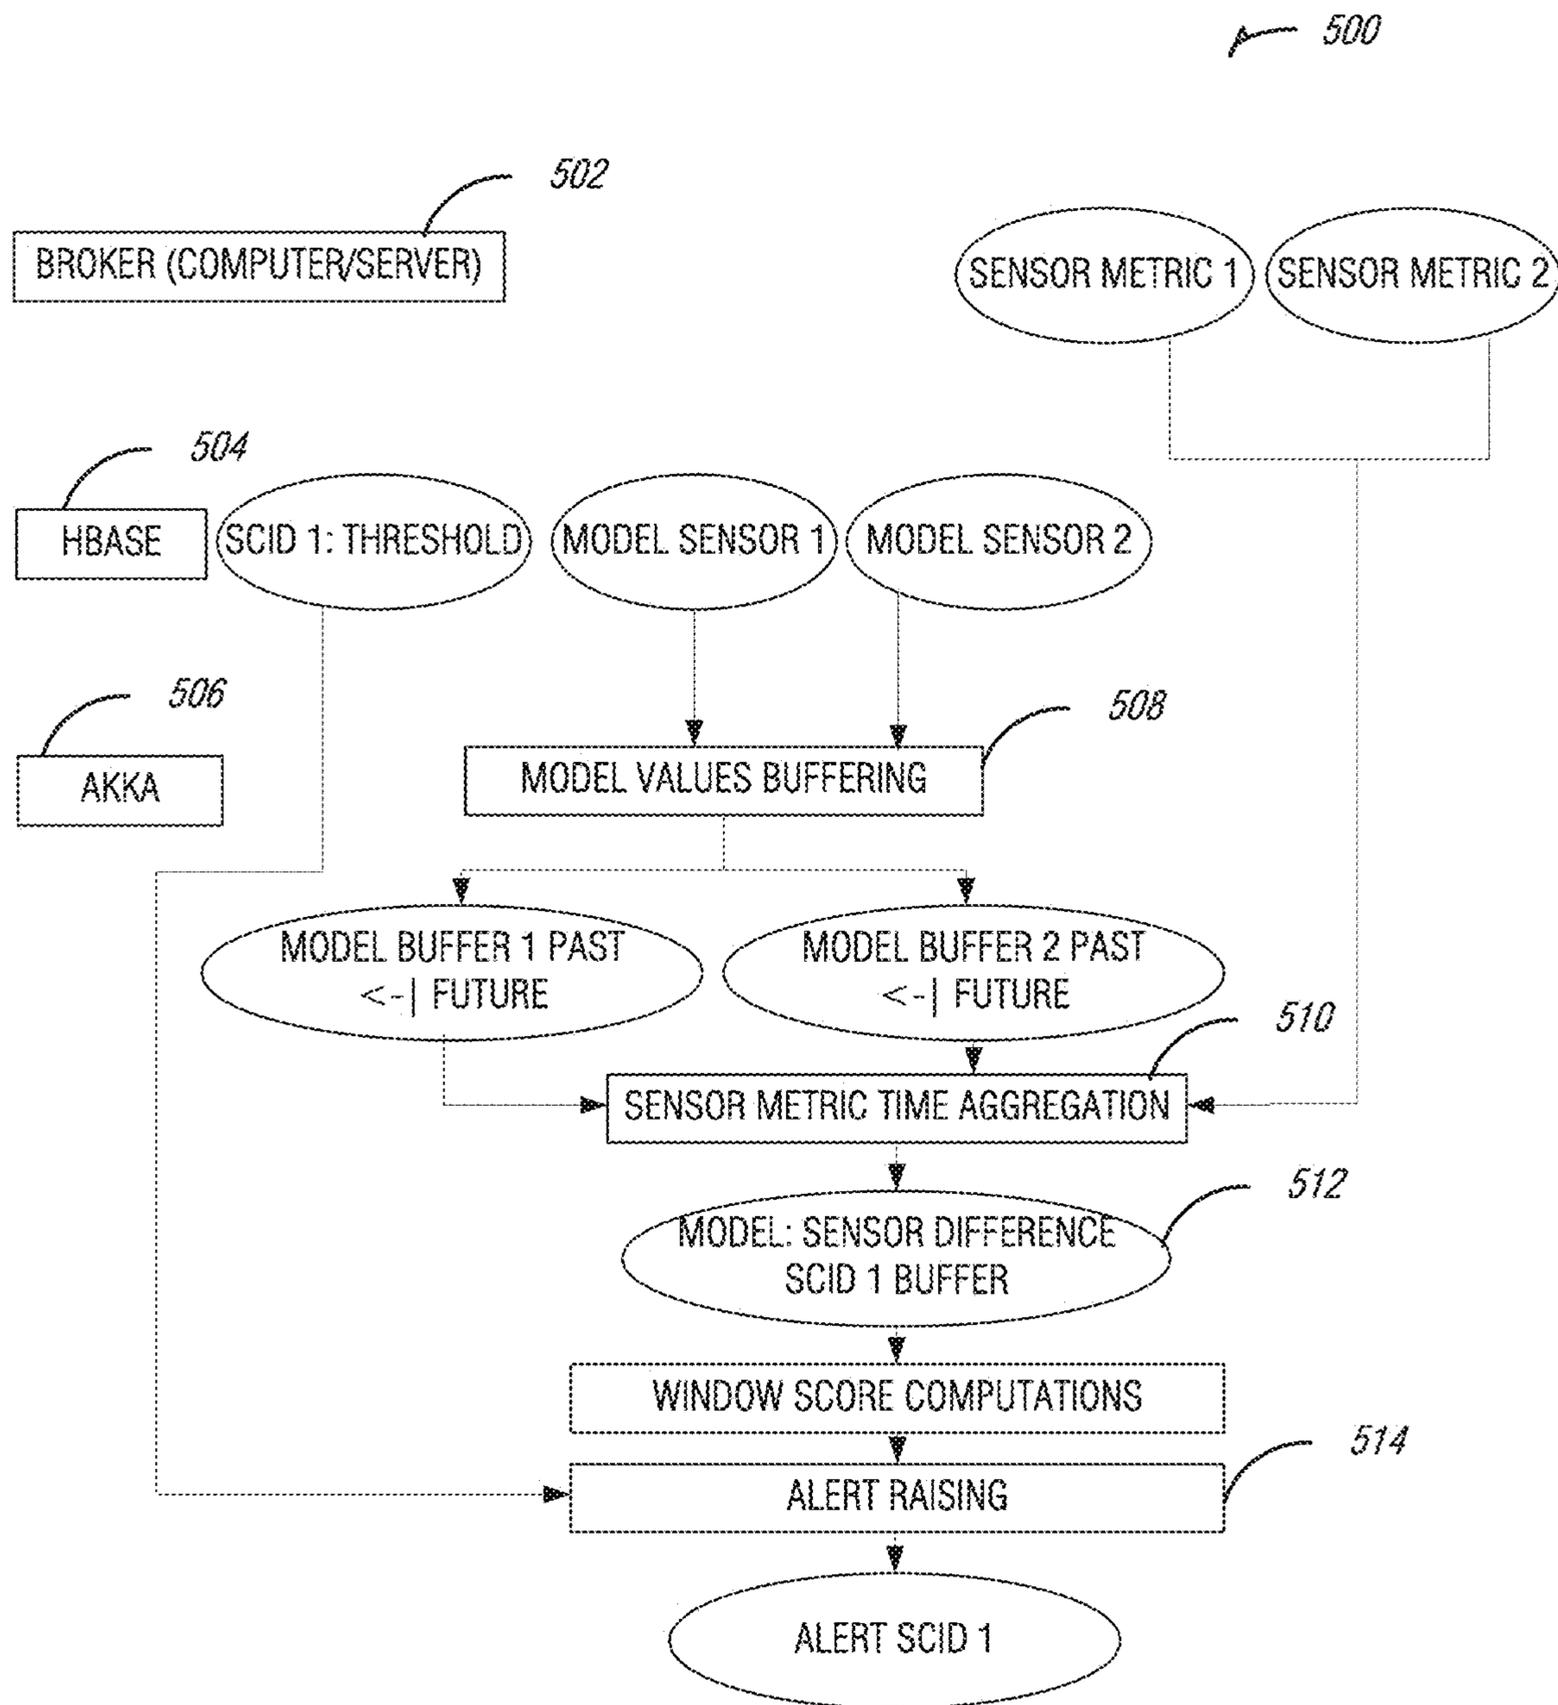 500
502
BROKER (COMPUTER/SERVER)
SENSOR METRIC 1
SENSOR METRIC 2
504
HBASE
SCID 1: THRESHOLD
MODEL SENSOR 1
MODEL SENSOR 2
506
AKKA
508
MODEL VALUES BUFFERING
MODEL BUFFER 1 PAST
<-| FUTURE
MODEL BUFFER 2 PAST
<-| FUTURE
510
SENSOR METRIC TIME AGGREGATION
512
MODEL: SENSOR DIFFERENCE
SCID 1 BUFFER
WINDOW SCORE COMPUTATIONS
514
ALERT RAISING
ALERT SCID 1